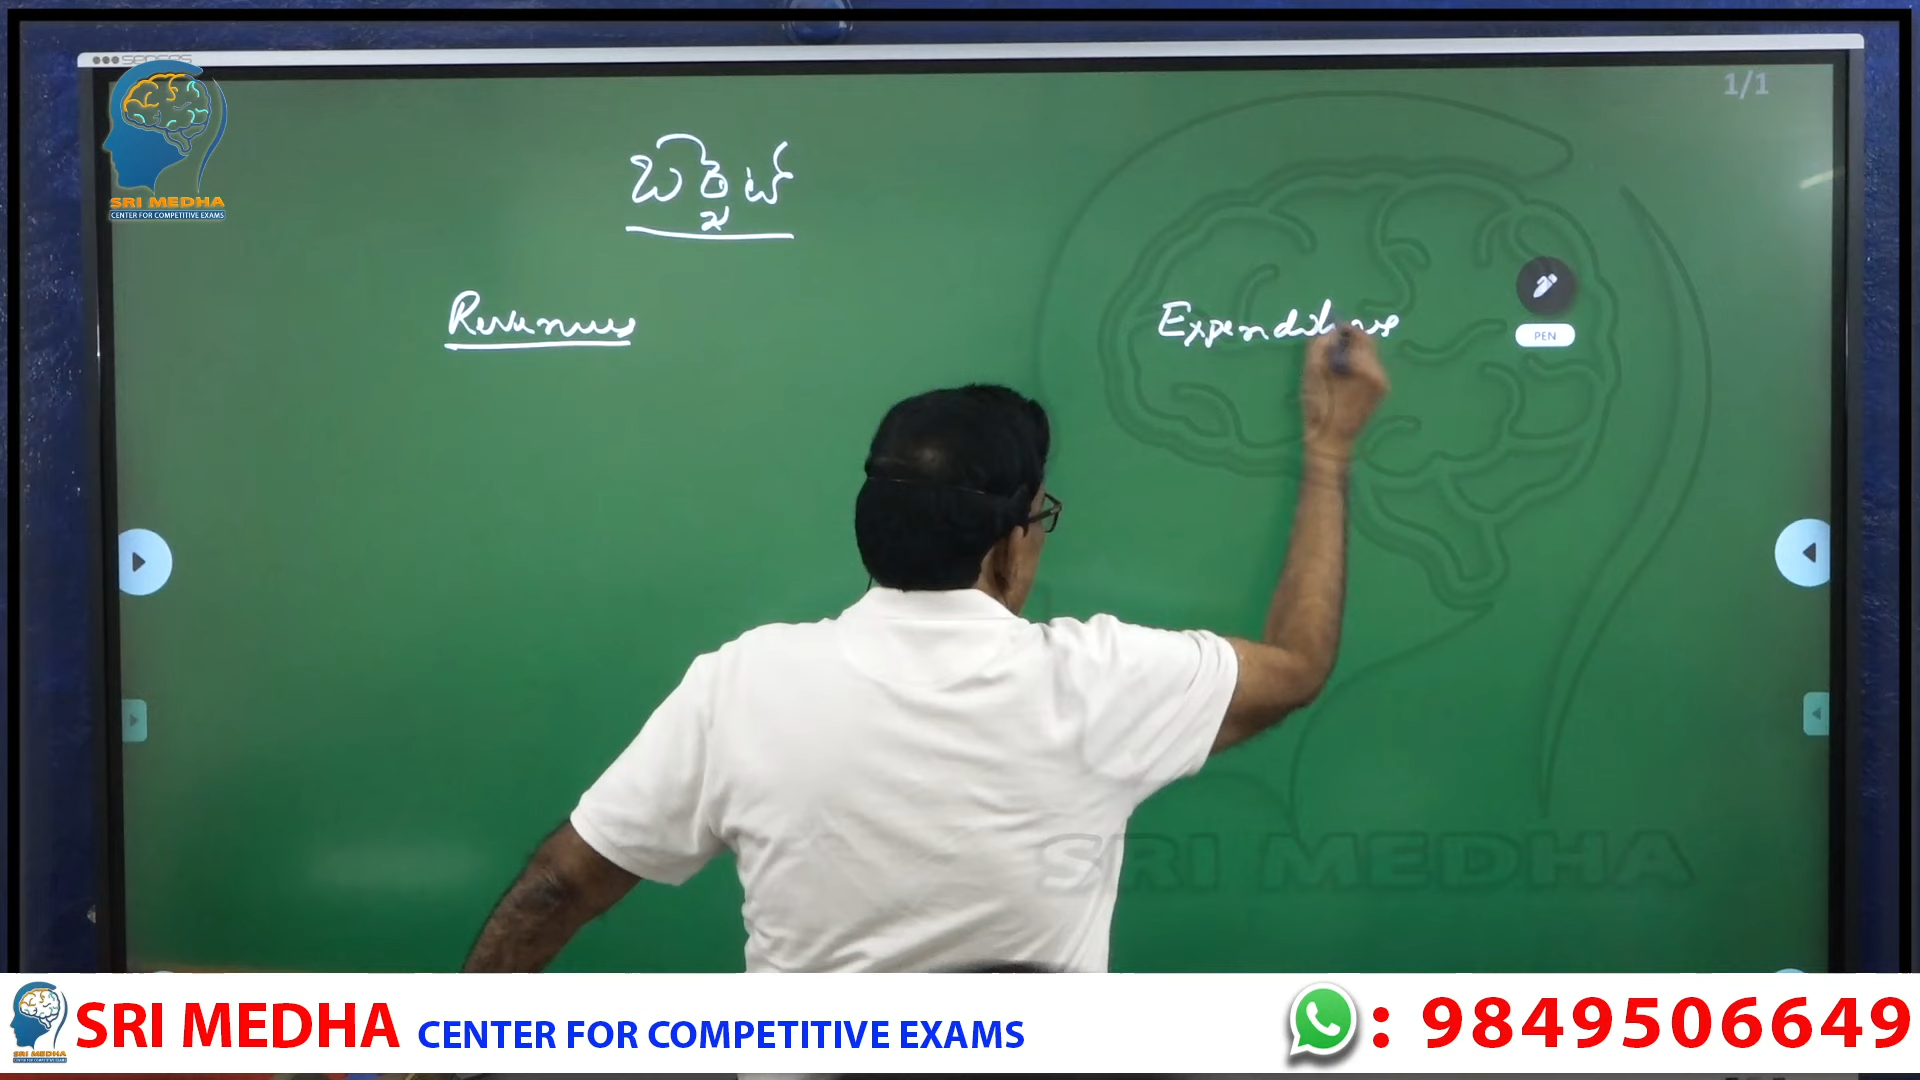 SRI MEDHA
CENTER FOR COMPETITIVE EXAMS
1/1
బడ్జెట్
Revenues Expenditures
PEN
SRI MEDHA
SRI MEDHA CENTER FOR COMPETITIVE EXAMS : 9849506649